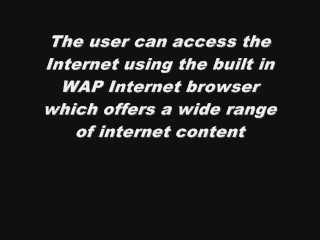 The user can access the
Internet using the built in
WAP Internet browser
which offers a wide range
of internet content